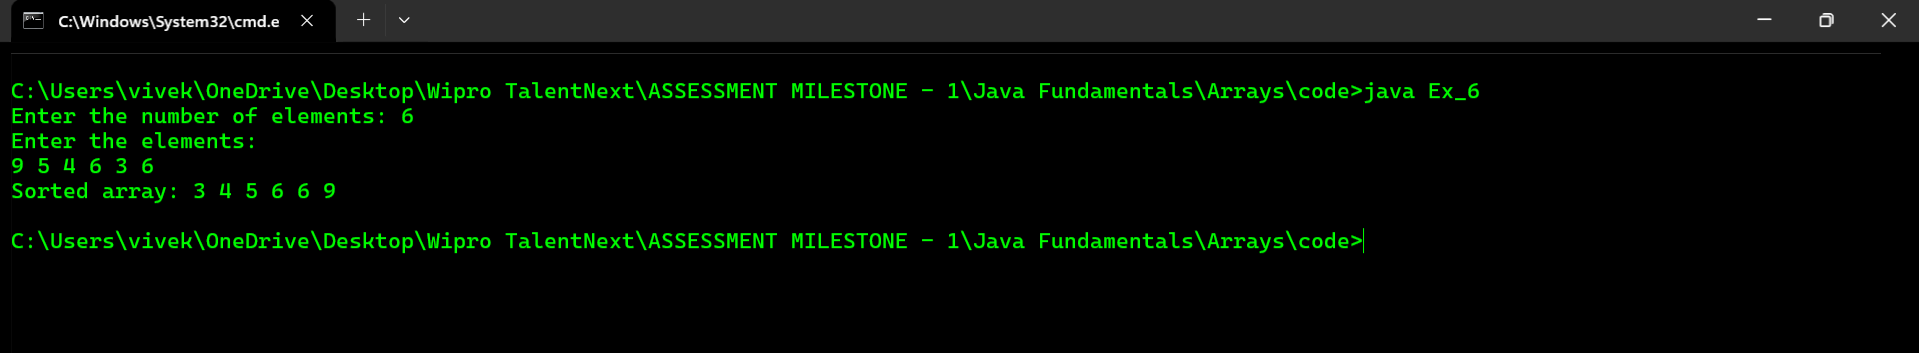 C:\Windows\System32\cmd.e
C:\Users\vivek\OneDrive\Desktop\Wipro TalentNext\ASSESSMENT MILESTONE - 1\Java Fundamentals\Arrays\code>java Ex_6
Enter the number of elements: 6
Enter the elements:
9 5 4 6 3 6
Sorted array: 3 4 5 6 6 9
C:\Users\vivek\OneDrive\Desktop\Wipro TalentNext\ASSESSMENT MILESTONE - 1\Java Fundamentals\Arrays\code>